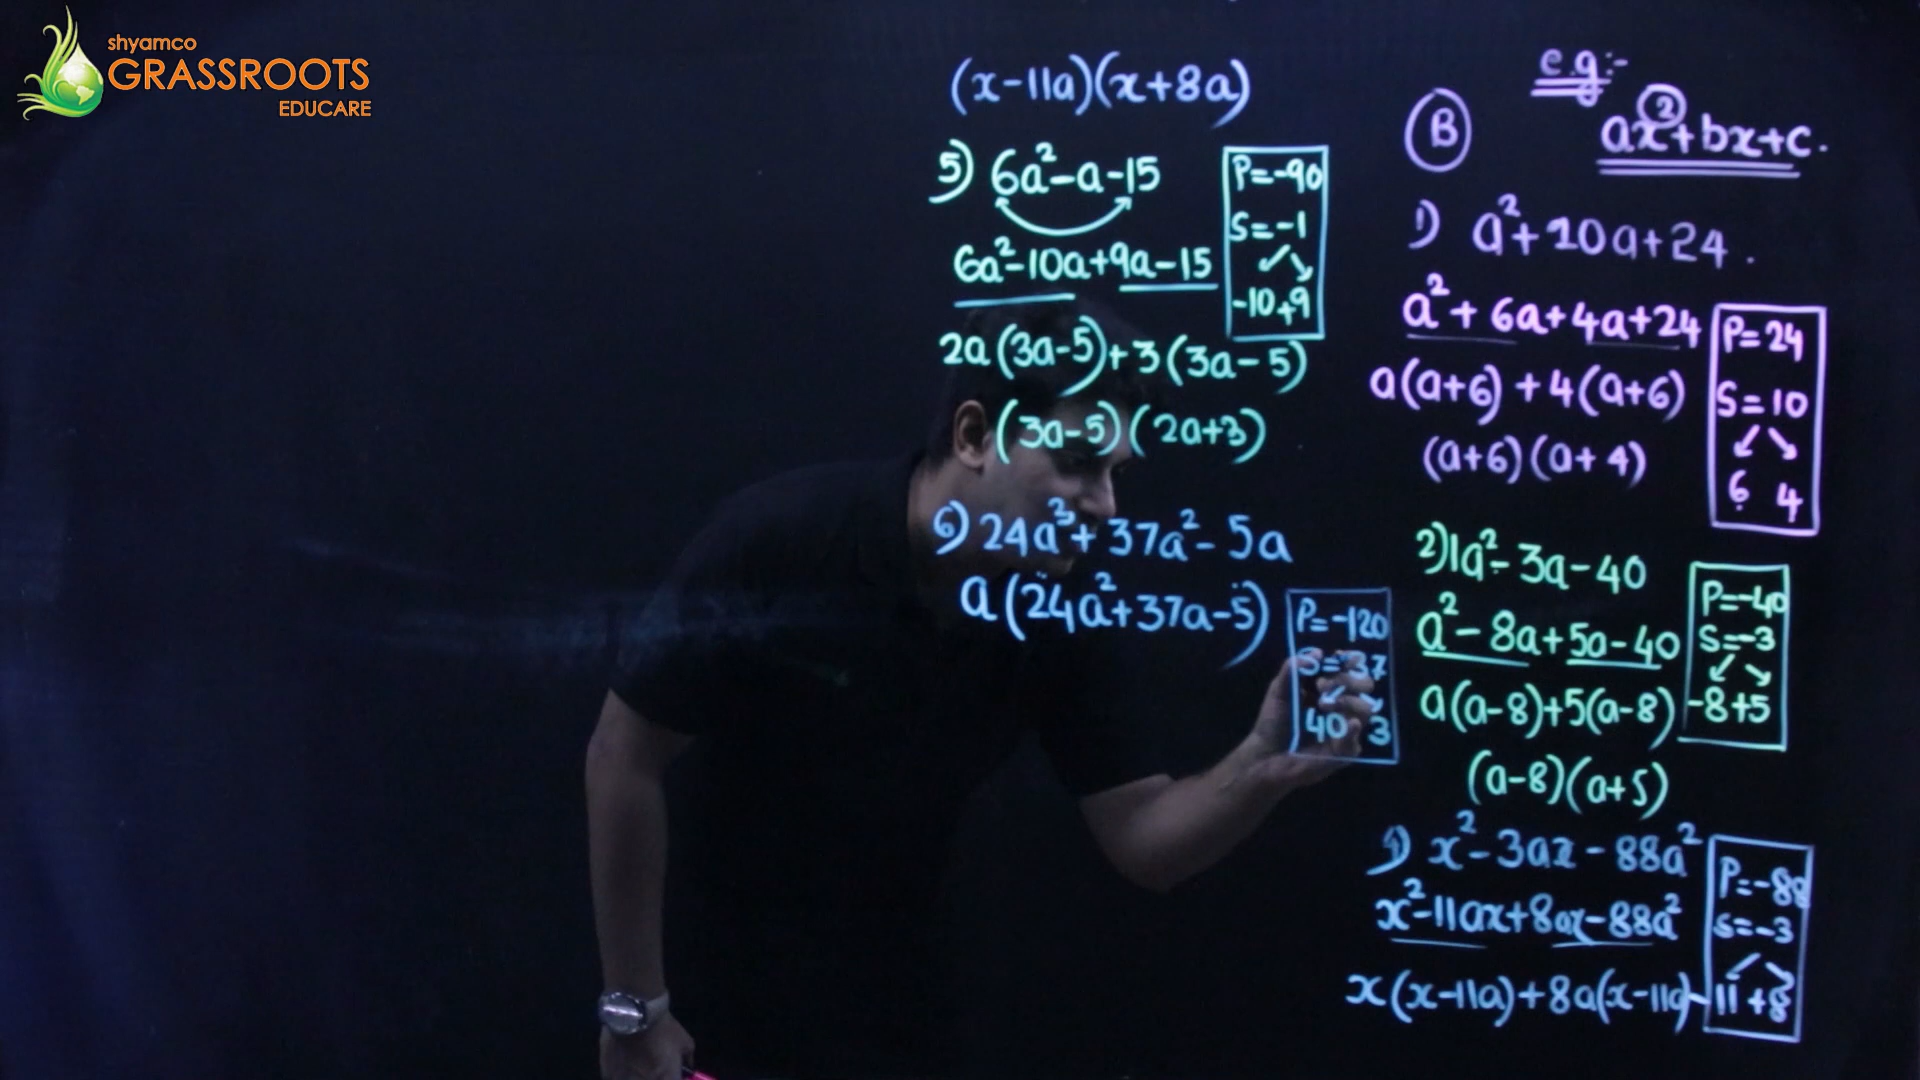 shyamco
GRASSROOTS
EDUCARE
e.g:-
(B) ax²+bx+c.
1) a²+10a+24.
a²+6a+4a+24
a(a+6)+4(a+6)
(a+6)(a+4)
P=24
S=10
6 4
2) 1a²-3a-40
a²-8a+5a-40
a(a-8)+5(a-8)
(a-8)(a+5)
P=-40
S=-3
-8+5
4) x²-3ax-88a²
x²-11ax+8ax-88a²
x(x-11a)+8a(x-11a)
P=-88
S=-3
-11+8
(x-11a)(x+8a)
5) 6a²-a-15
6a²-10a+9a-15
2a(3a-5)+3(3a-5)
(3a-5)(2a+3)
P=-90
S=-1
-10+9
6) 24a³+37a²-5a
a(24a²+37a-5)
P=-120
S=37
40 3